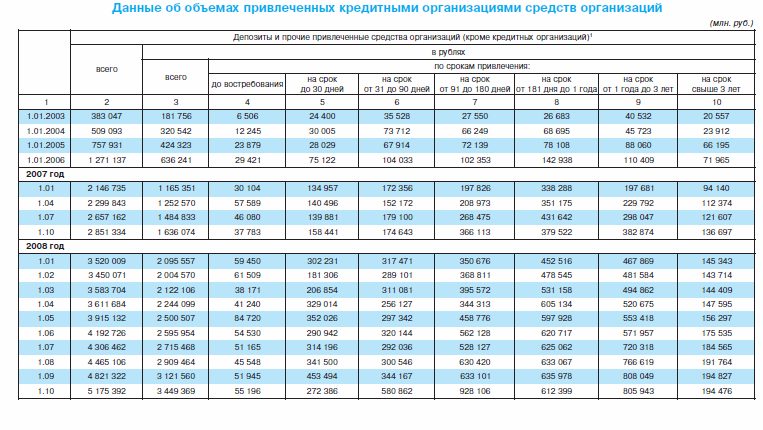 Данные об объемах привлеченных кредитными организациями средств организаций
(млн. руб.)
Депозиты и прочие привлеченные средства организаций (кроме кредитных организаций)¹
всего
в рублях
всего
по срокам привлечения:
до востребования
на срок до 30 дней
на срок от 31 до 90 дней
на срок от 91 до 180 дней
на срок от 181 дня до 1 года
на срок от 1 года до 3 лет
на срок свыше 3 лет
1 2 3 4 5 6 7 8 9 10
1.01.2003 383 047 181 756 6 506 24 400 35 528 27 550 26 683 40 532 20 557
1.01.2004 509 093 320 542 12 245 30 005 73 712 66 249 68 695 45 723 23 912
1.01.2005 757 931 424 323 23 879 28 029 67 914 72 139 78 108 88 060 66 195
1.01.2006 1 271 137 636 241 29 421 75 122 104 033 102 353 142 938 110 409 71 965
2007 год
1.01 2 146 735 1 165 351 30 104 134 957 172 356 197 826 338 288 197 681 94 140
1.04 2 299 843 1 252 570 57 589 140 496 152 172 208 973 351 175 229 792 112 374
1.07 2 657 162 1 484 833 46 080 139 881 179 100 268 475 431 642 298 047 121 607
1.10 2 851 334 1 636 074 37 783 158 441 174 643 366 113 379 522 382 874 136 697
2008 год
1.01 3 520 009 2 095 557 59 450 302 231 317 471 350 676 452 516 467 869 145 343
1.02 3 450 071 2 004 570 61 509 181 306 289 101 368 811 478 545 481 584 143 714
1.03 3 583 704 2 122 106 38 171 206 854 311 081 395 572 531 158 494 862 144 409
1.04 3 611 684 2 244 099 41 240 329 014 256 127 344 313 605 134 520 675 147 595
1.05 3 915 132 2 500 507 84 720 352 026 297 342 458 776 597 928 553 418 156 297
1.06 4 192 726 2 595 954 54 530 290 942 320 144 562 128 620 717 571 957 175 535
1.07 4 306 462 2 715 468 51 165 314 196 292 036 528 127 625 062 720 318 184 565
1.08 4 465 106 2 909 464 45 548 341 500 300 546 630 420 633 067 766 619 191 764
1.09 4 821 322 3 121 560 51 945 453 494 344 167 633 101 635 978 808 049 194 827
1.10 5 175 392 3 449 369 55 196 272 386 580 862 928 106 612 399 805 943 194 476